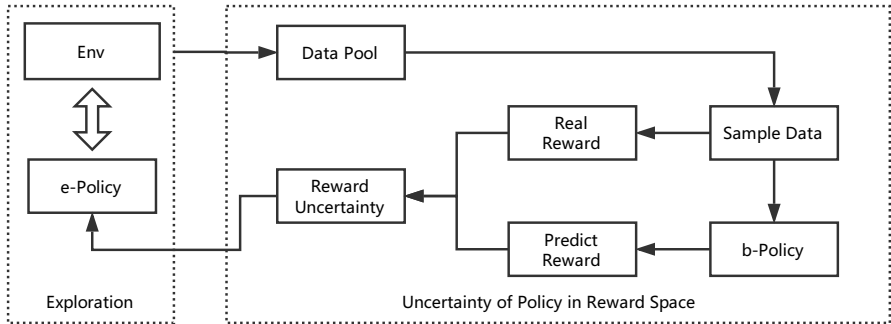 Env
Data Pool
Real
Reward
Sample Data
e-Policy
Reward
Uncertainty
Predict
Reward
b-Policy
Exploration
Uncertainty of Policy in Reward Space